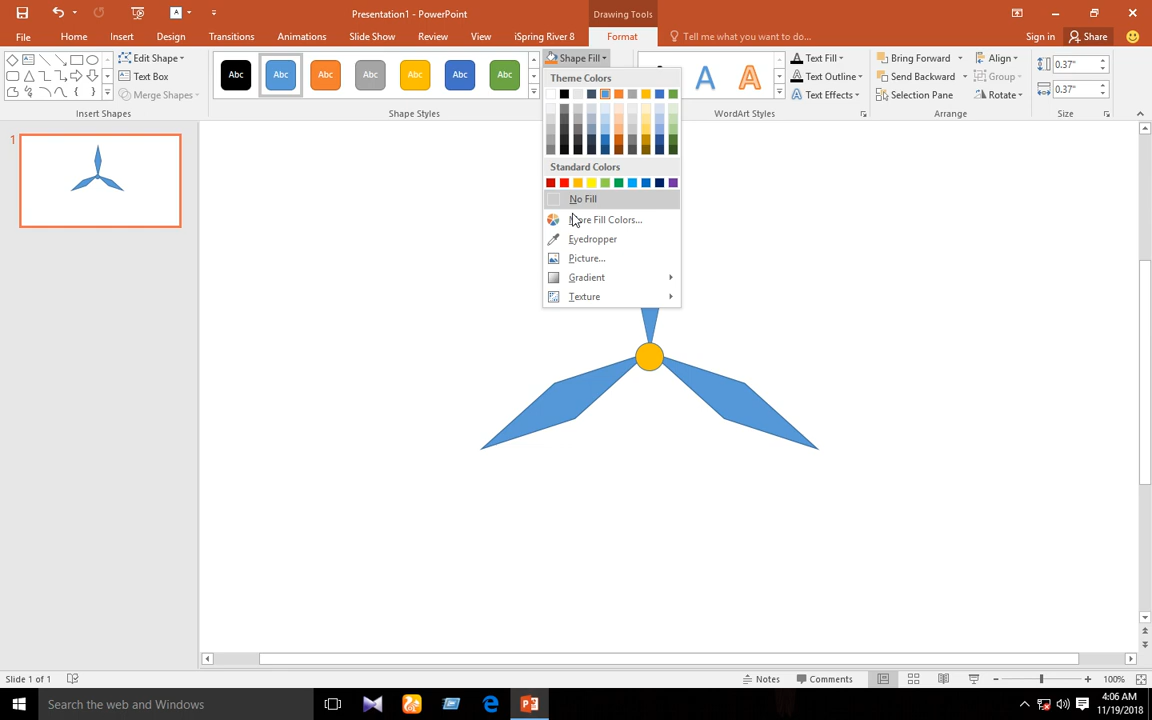 Presentation1 - PowerPoint
Drawing Tools
File Home Insert Design Transitions Animations Slide Show Review View iSpring River 8 Format Tell me what you want to do... Sign in Share
Edit Shape
Text Box
Merge Shapes
Insert Shapes
Abc Abc Abc Abc Abc Abc Abc
Shape Styles
Shape Fill
Theme Colors
Standard Colors
No Fill
Fill Colors...
Eyedropper
Picture...
Gradient
Texture
A A
WordArt Styles
Text Fill
Text Outline
Text Effects
Bring Forward
Send Backward
Selection Pane
Align
Group
Rotate
Arrange
0.37"
0.37"
Size
1
Slide 1 of 1
Notes Comments 100%
Search the web and Windows
4:06 AM
11/19/2018